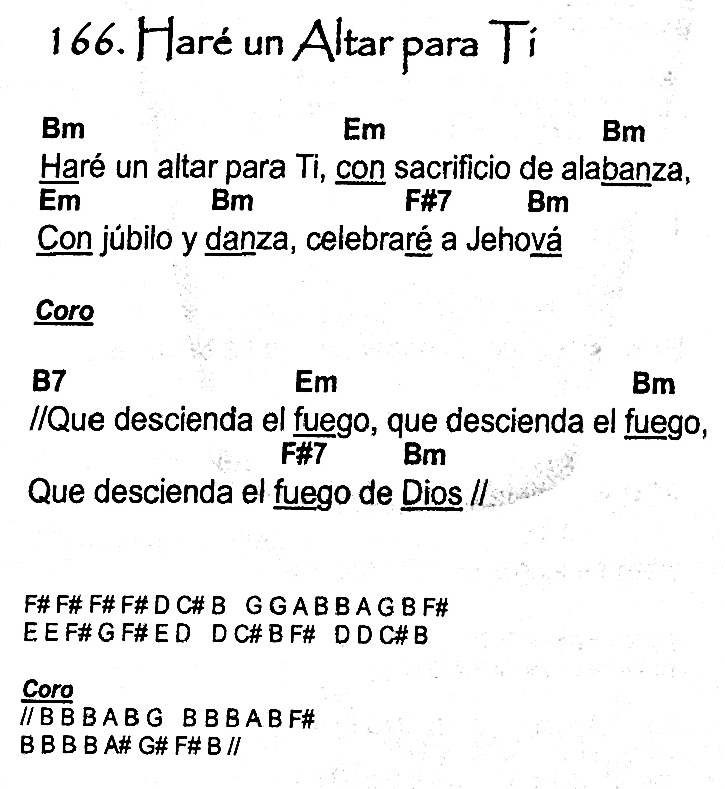 166. Haré un Altar para Tí
Bm Em Bm
Haré un altar para Ti, con sacrificio de alabanza,
Em Bm F#7 Bm
Con júbilo y danza, celebraré a Jehová
Coro
B7 Em Bm
//Que descienda el fuego, que descienda el fuego,
F#7 Bm
Que descienda el fuego de Dios //
F# F# F# F# D C# B G G A B B A G B F#
E E F# G F# E D D C# B F# D D C# B
Coro
// B B B A B G B B B A B F#
B B B B A# G# F# B //